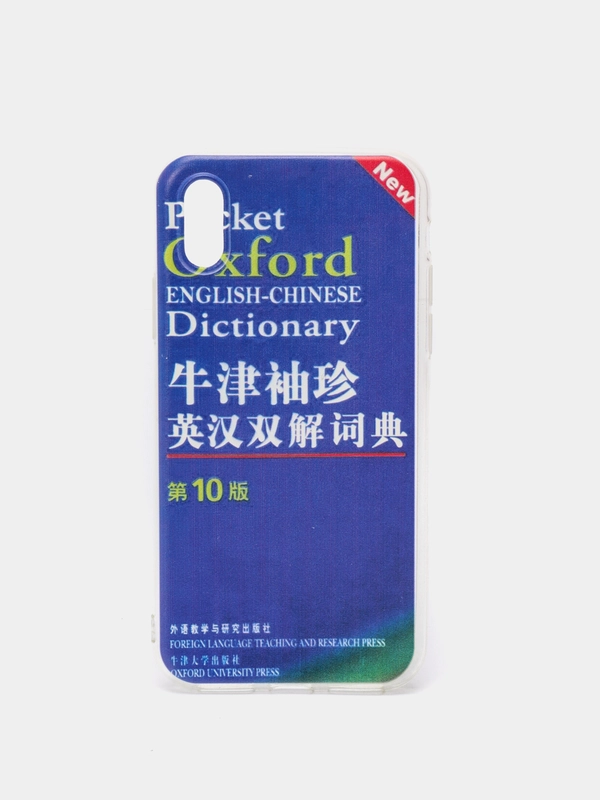 New
Pocket
Oxford
ENGLISH-CHINESE
Dictionary
牛津袖珍
英汉双解词典
第10版
外语教学与研究出版社
FOREIGN LANGUAGE TEACHING AND RESEARCH PRESS
牛津大学出版社
OXFORD UNIVERSITY PRESS